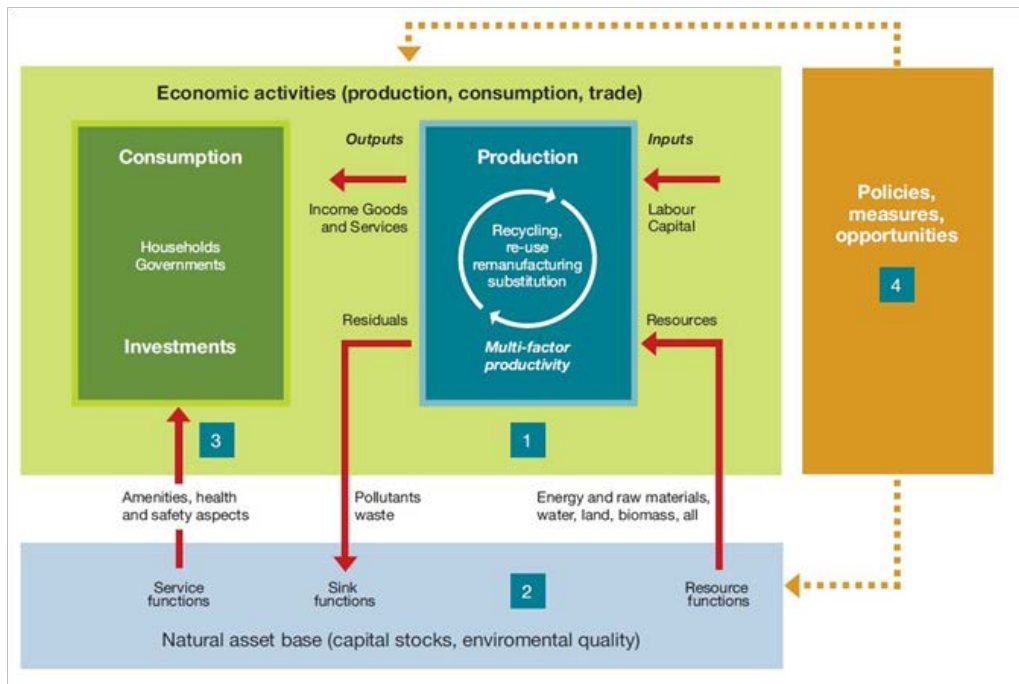 Economic activities (production, consumption, trade)
Consumption
Households
Governments
Investments
3
Outputs
Income Goods
and Services
Residuals
Production
Recycling,
re-use
remanufacturing
substitution
Multi-factor
productivity
1
Inputs
Labour
Capital
Resources
Policies,
measures,
opportunities
4
Amenities, health
and safety aspects
Pollutants
waste
Energy and raw materials,
water, land, biomass, all
Service
functions
Sink
functions
2
Resource
functions
Natural asset base (capital stocks, enviromental quality)